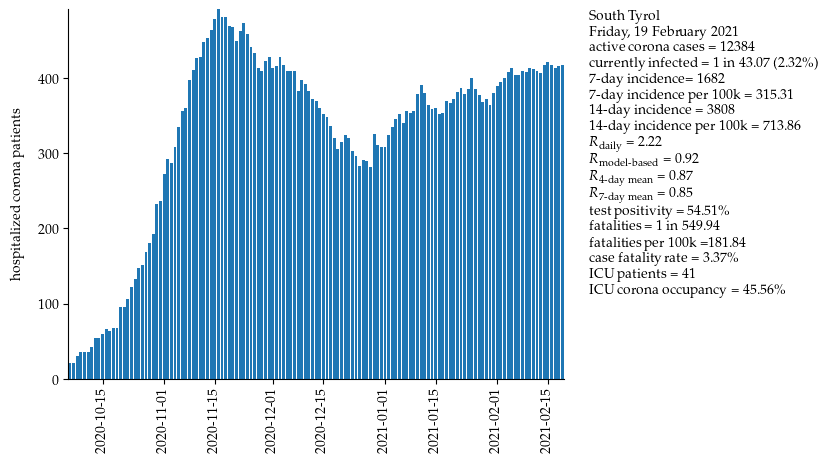 South Tyrol
Friday, 19 February 2021
active corona cases = 12384
currently infected = 1 in 43.07 (2.32%)
7-day incidence= 1682
7-day incidence per 100k = 315.31
14-day incidence = 3808
14-day incidence per 100k = 713.86
R daily = 2.22
R model-based = 0.92
R 4-day mean = 0.87
R 7-day mean = 0.85
test positivity = 54.51%
fatalities = 1 in 549.94
fatalities per 100k =181.84
case fatality rate = 3.37%
ICU patients = 41
ICU corona occupancy = 45.56%
hospitalized corona patients
400
300
200
100
0
2020-10-15
2020-11-01
2020-11-15
2020-12-01
2020-12-15
2021-01-01
2021-01-15
2021-02-01
2021-02-15